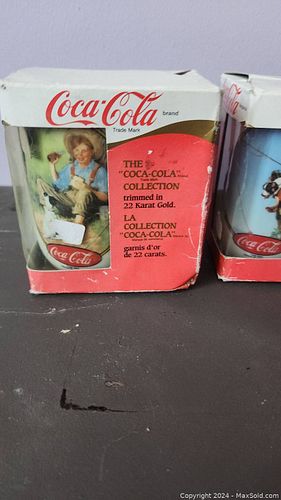 Coca-Cola brand
Trade Mark
THE
"COCA-COLA"
COLLECTION
trimmed in
22 Karat Gold.
LA
COLLECTION
"COCA-COLA"
garnis d'or
de 22 carats.
Coca-Cola
Coca-Cola
Copyright 2024 - MaxSold.com